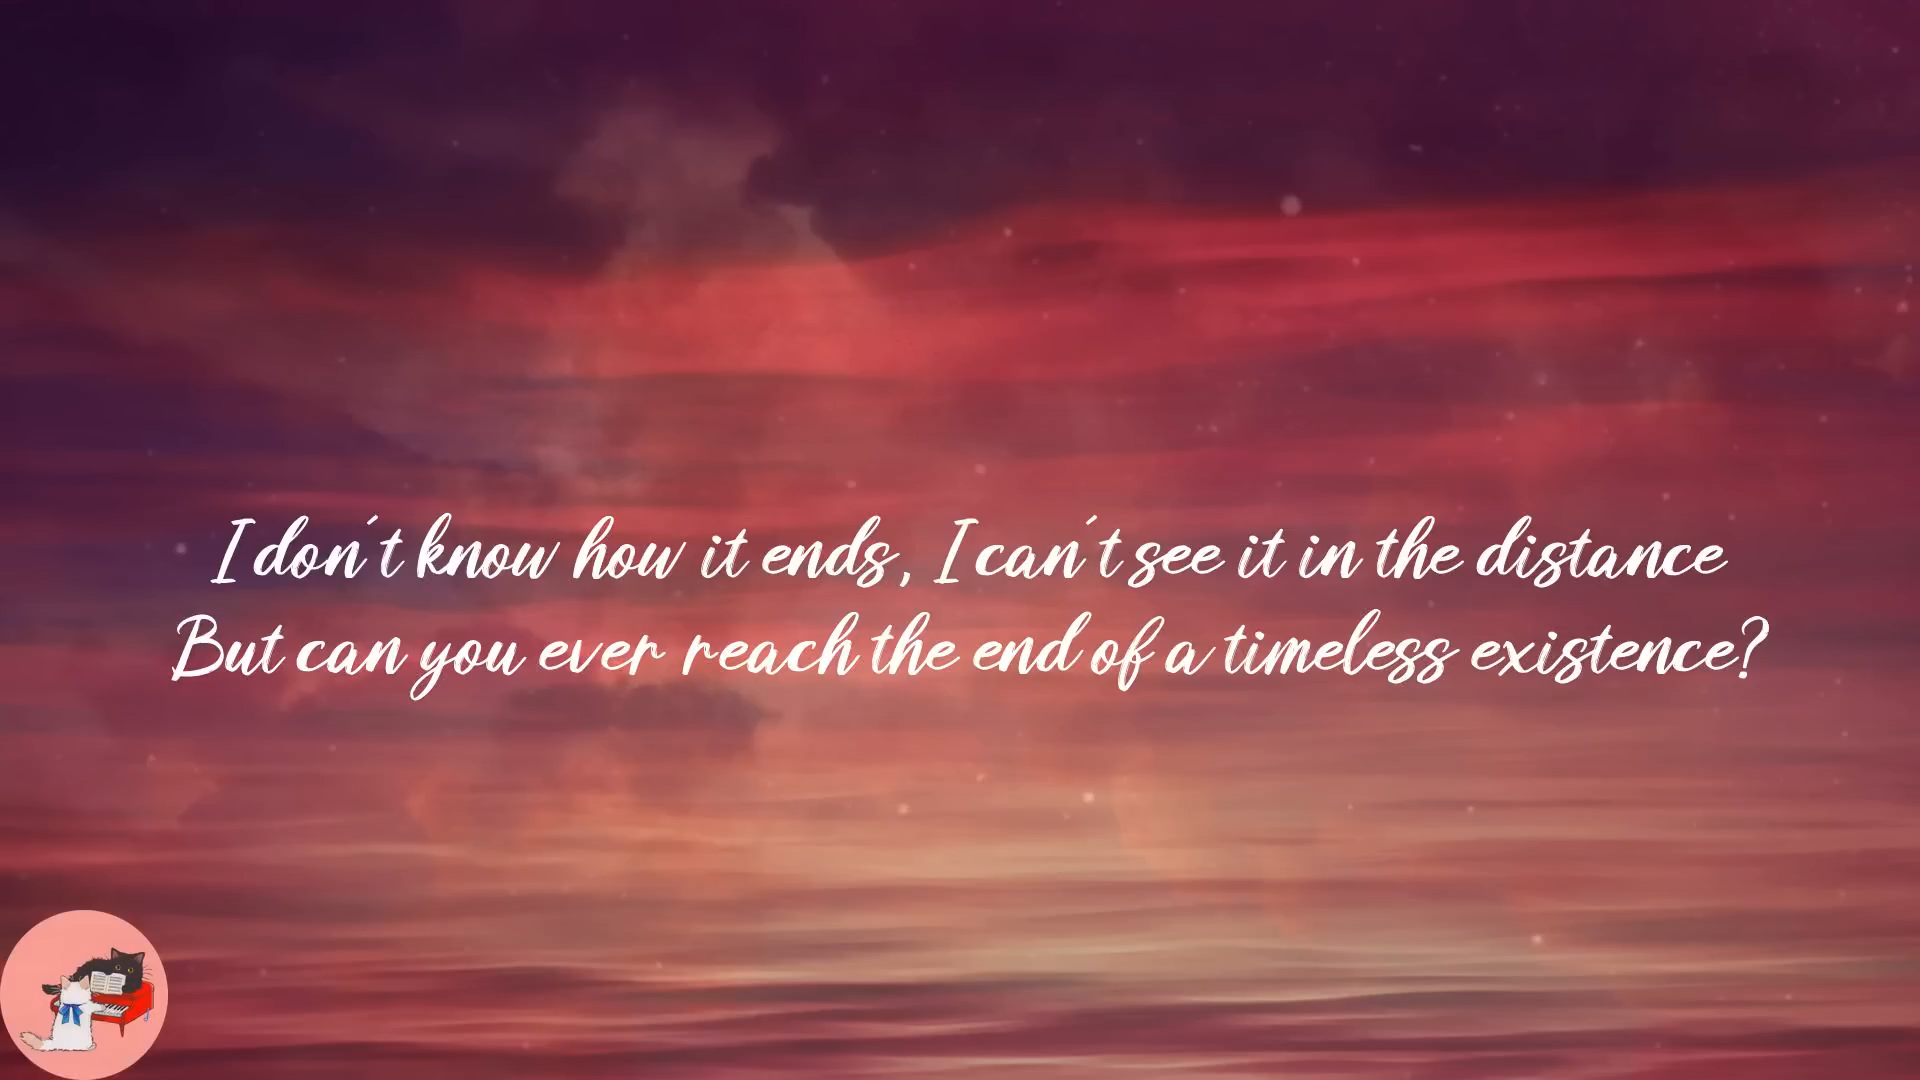 I don't know how it ends, I can't see it in the distance
But can you ever reach the end of a timeless existence?